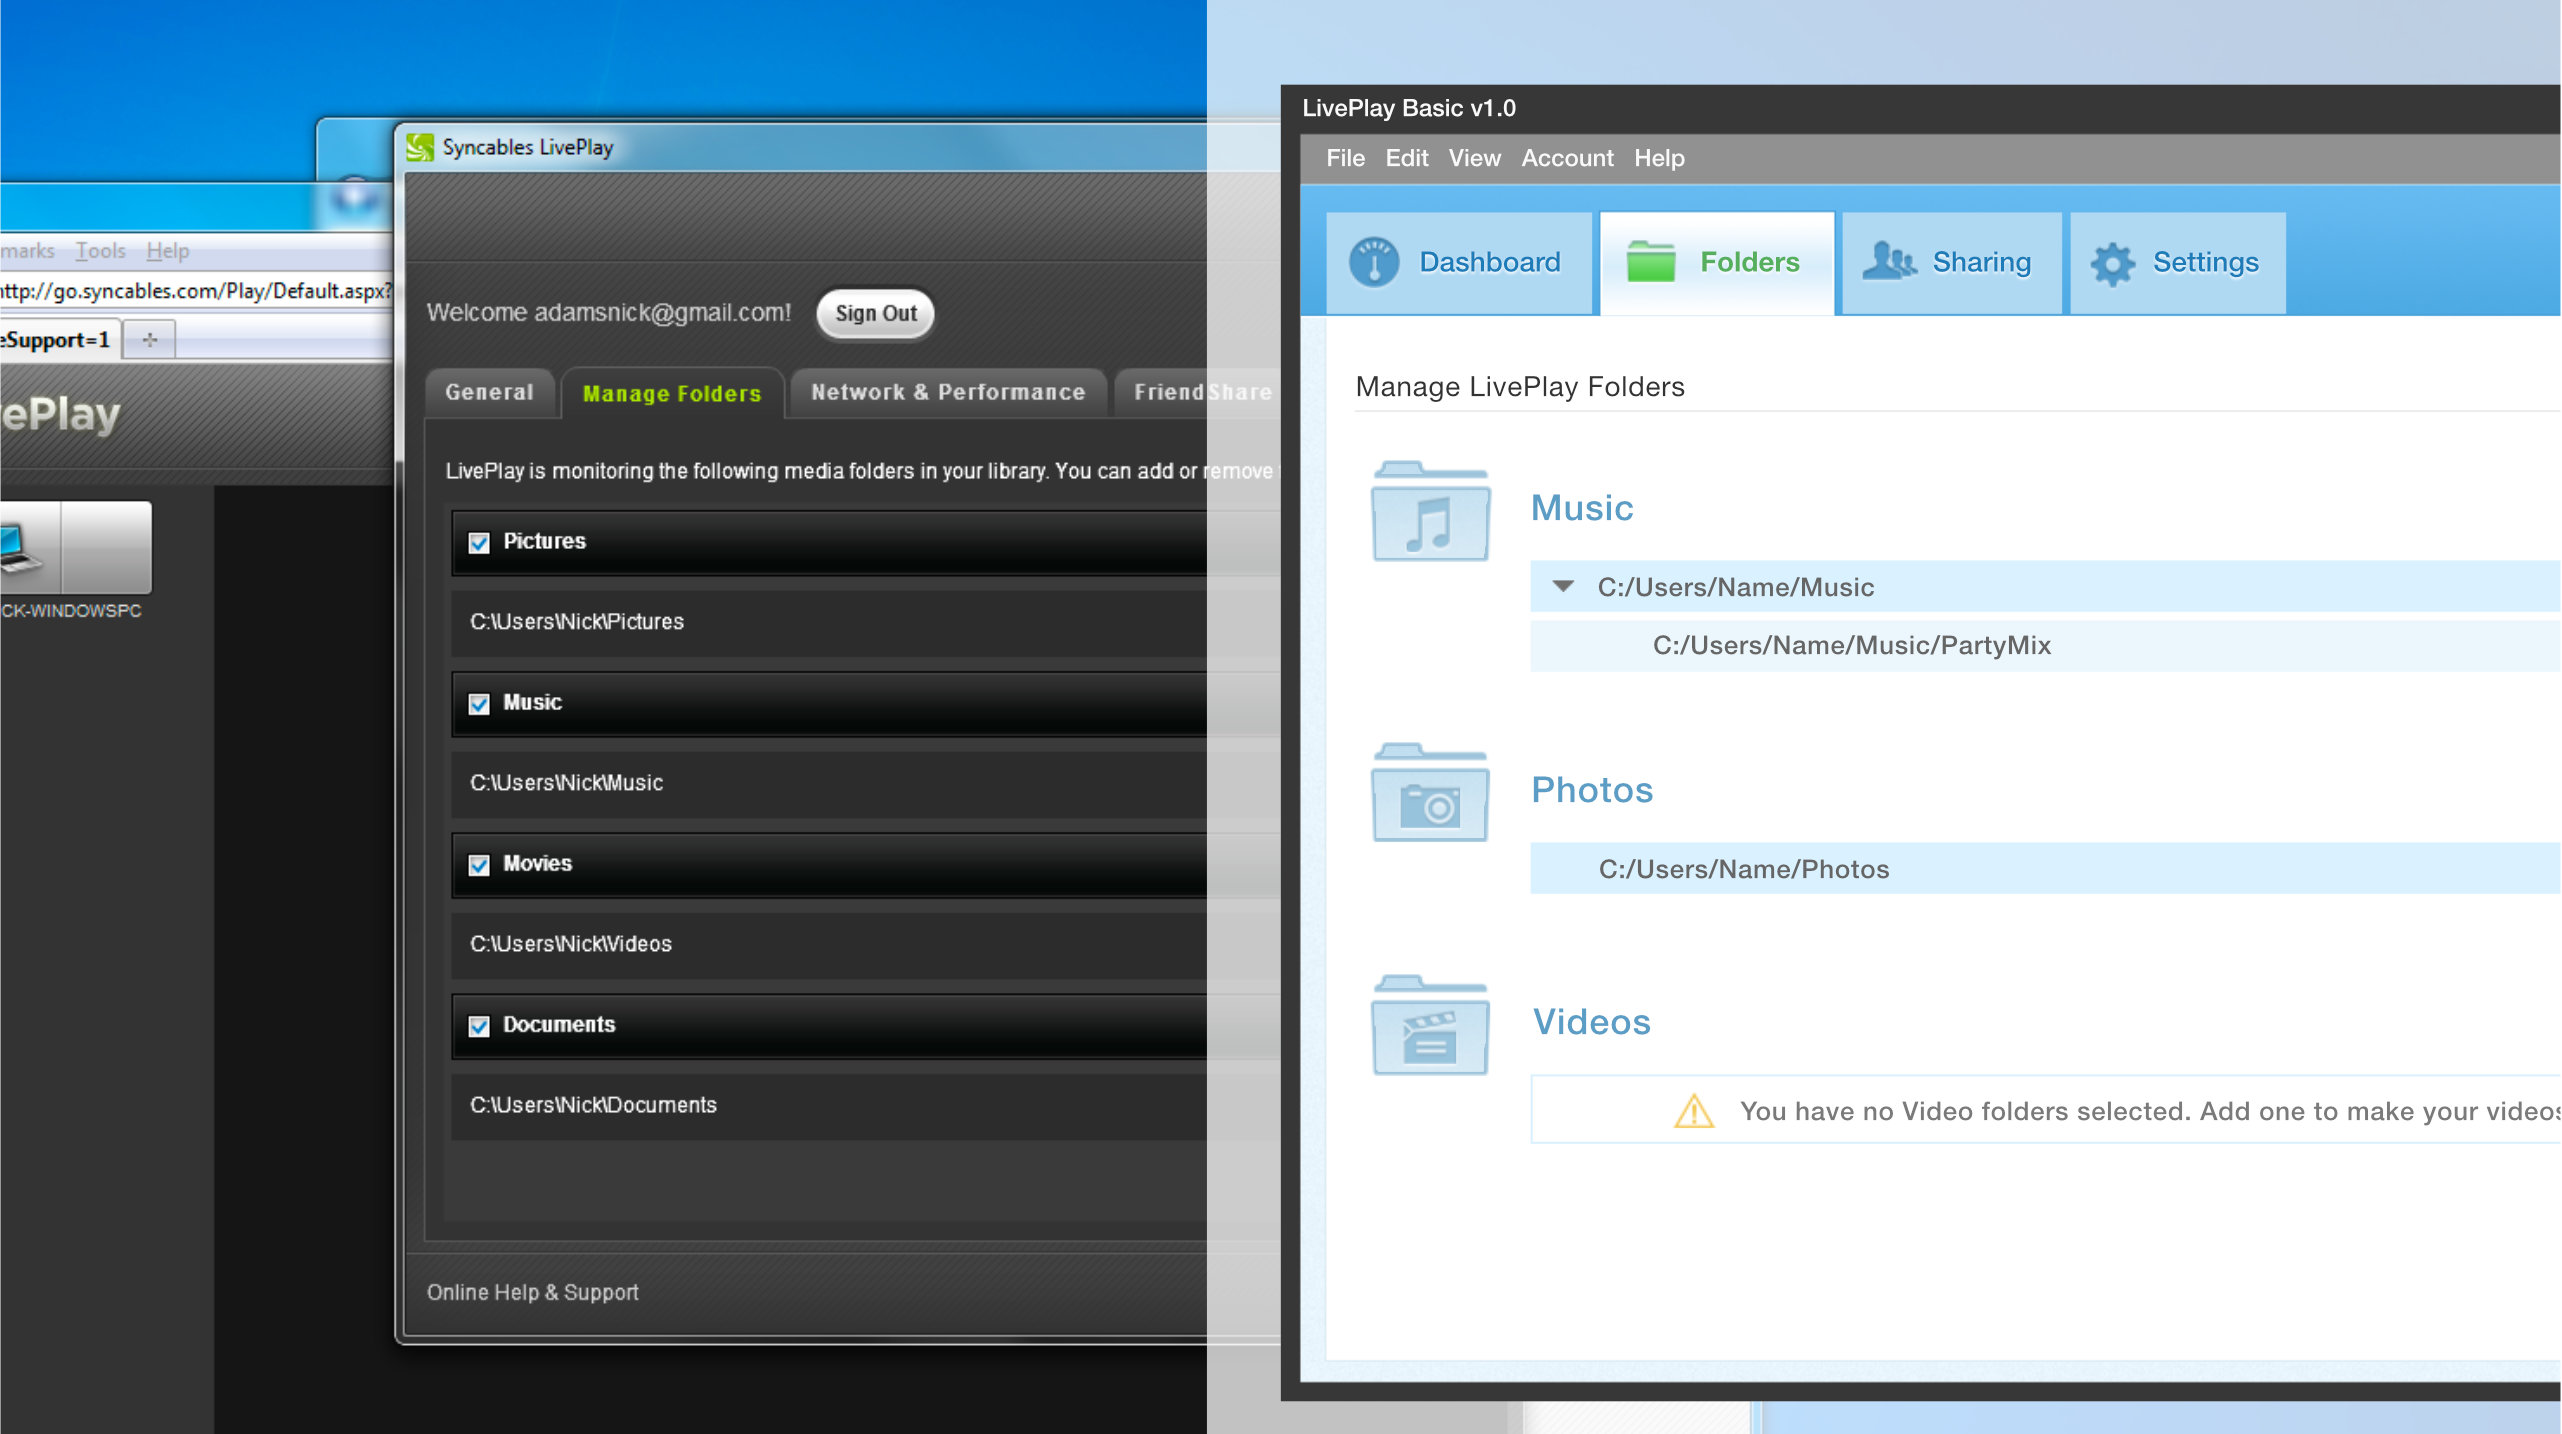 Syncables LivePlay
marks Tools Help
http://go.syncables.com/Play/Default.aspx?
eSupport=1 +
ePlay
CK-WINDOWSPC
Welcome adamsnick@gmail.com! Sign Out
General Manage Folders Network & Performance FriendShare
LivePlay is monitoring the following media folders in your library. You can add or remove
Pictures
C:\Users\Nick\Pictures
Music
C:\Users\Nick\Music
Movies
C:\Users\Nick\Videos
Documents
C:\Users\Nick\Documents
Online Help & Support
LivePlay Basic v1.0
File Edit View Account Help
Dashboard Folders Sharing Settings
Manage LivePlay Folders
Music
C:/Users/Name/Music
C:/Users/Name/Music/PartyMix
Photos
C:/Users/Name/Photos
Videos
You have no Video folders selected. Add one to make your videos